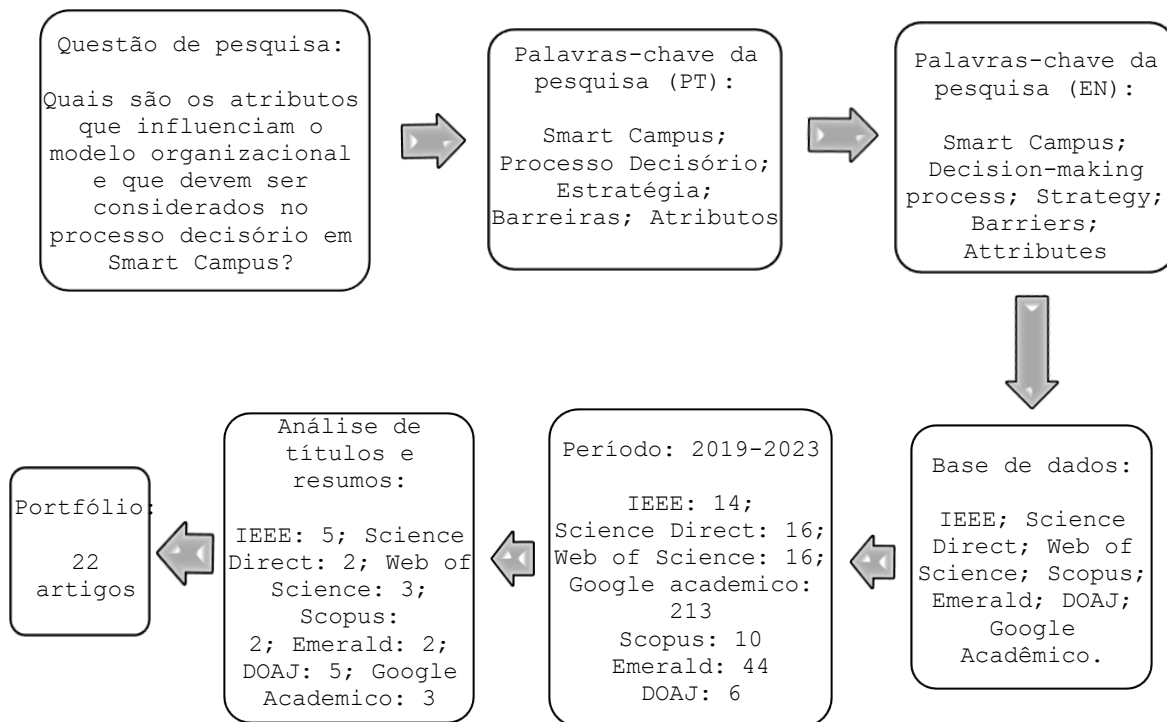 Questão de pesquisa:
Quais são os atributos
que influenciam o
modelo organizacional
e que devem ser
considerados no
processo decisório em
Smart Campus?
Palavras-chave da
pesquisa (PT):
Smart Campus;
Processo Decisório;
Estratégia;
Barreiras; Atributos
Palavras-chave da
pesquisa (EN):
Smart Campus;
Decision-making
process; Strategy;
Barriers;
Attributes
Base de dados:
IEEE; Science
Direct; Web of
Science; Scopus;
Emerald; DOAJ;
Google
Acadêmico.
Período: 2019-2023
IEEE: 14;
Science Direct: 16;
Web of Science: 16;
Google academico:
213
Scopus: 10
Emerald: 44
DOAJ: 6
Análise de
títulos e
resumos:
IEEE: 5; Science
Direct: 2; Web of
Science: 3;
Scopus:
2; Emerald: 2;
DOAJ: 5; Google
Academico: 3
Portfólio:
22
artigos